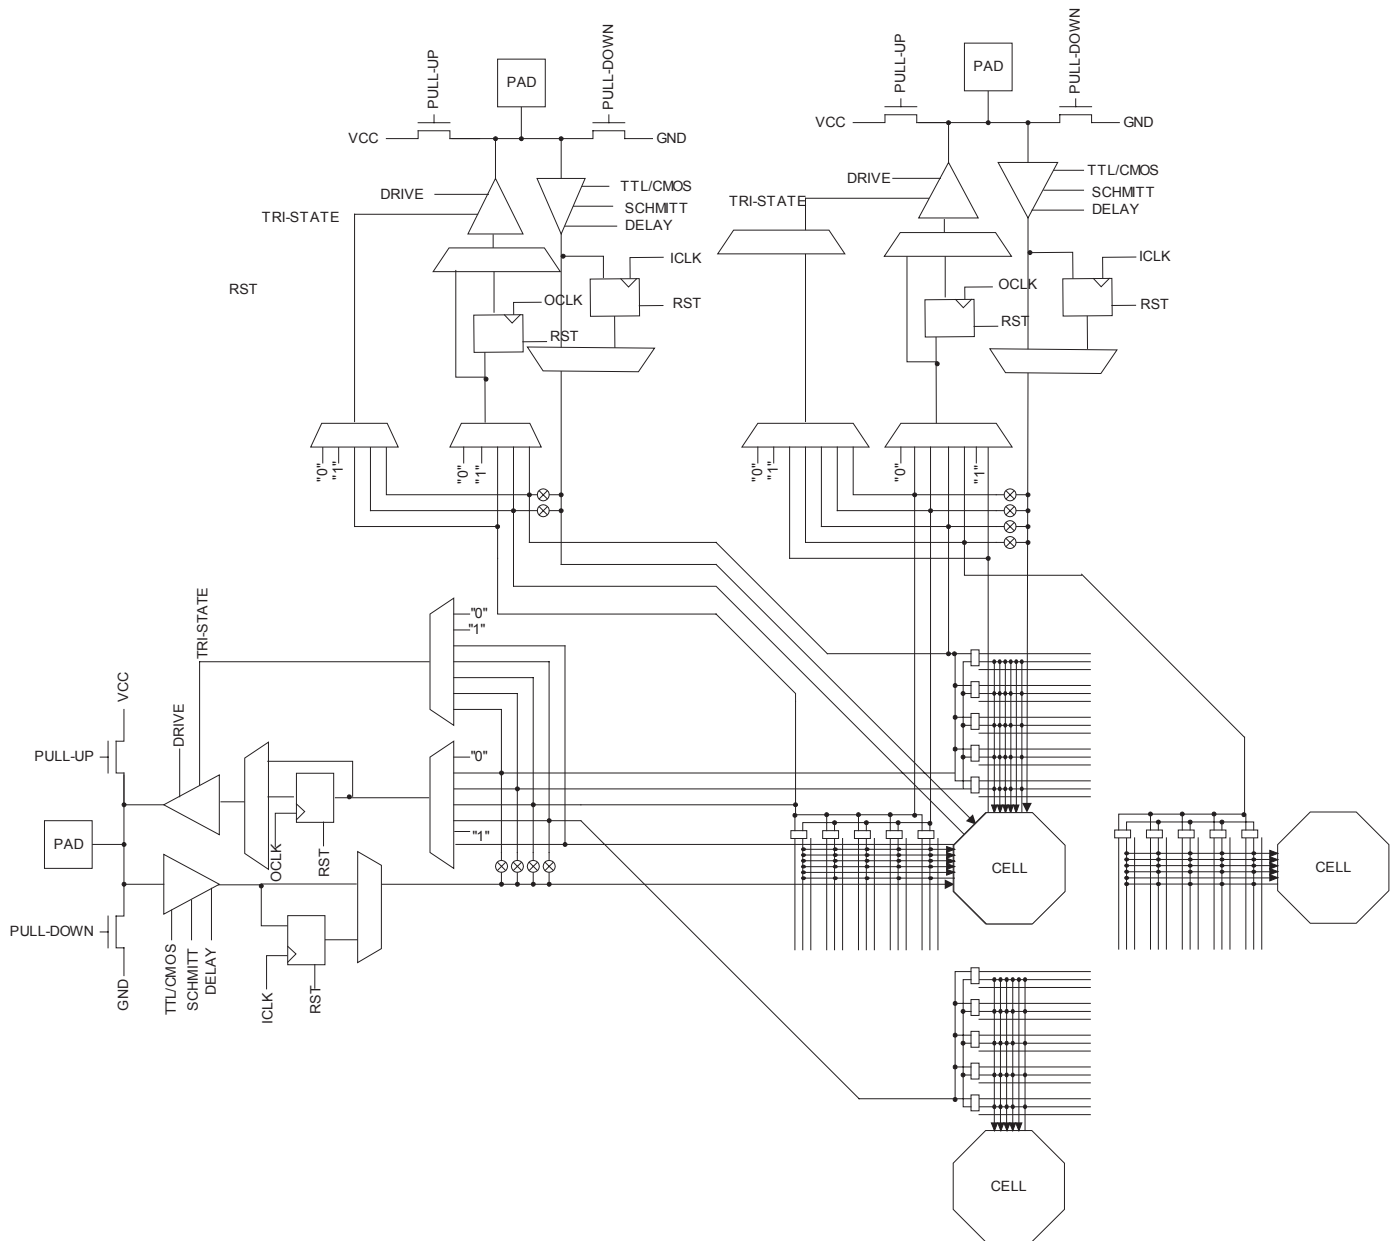 PULL-UP
PAD
PULL-DOWN
VCC
GND
DRIVE
TTL/CMOS
SCHMITT
DELAY
TRI-STATE
RST
ICLK
RST
OCLK
RST
"0"
"1"
"0"
"1"
PULL-UP
PAD
PULL-DOWN
VCC
GND
DRIVE
TTL/CMOS
SCHMITT
DELAY
TRI-STATE
ICLK
RST
OCLK
RST
"0"
"1"
"0"
"1"
TRI-STATE
"0"
"1"
VCC
DRIVE
PULL-UP
"0"
"1"
PAD
OCLK
RST
PULL-DOWN
GND
TTL/CMOS
SCHMITT
DELAY
ICLK
RST
CELL
CELL
CELL